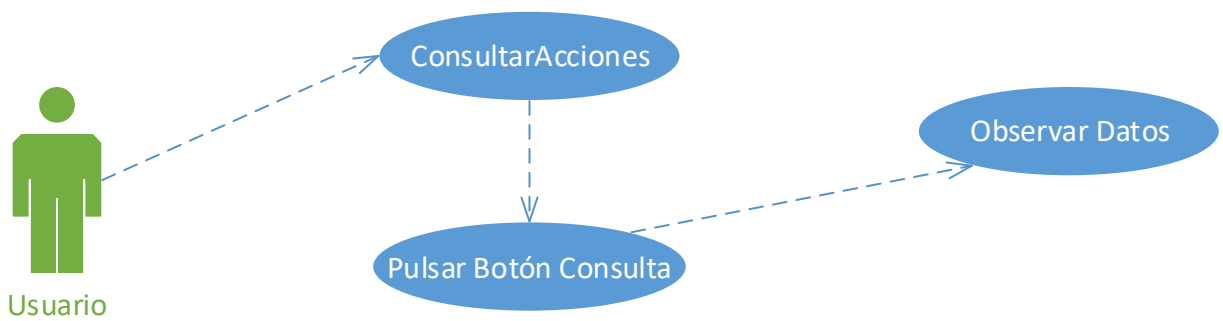 ConsultarAcciones
Observar Datos
Pulsar Botón Consulta
Usuario